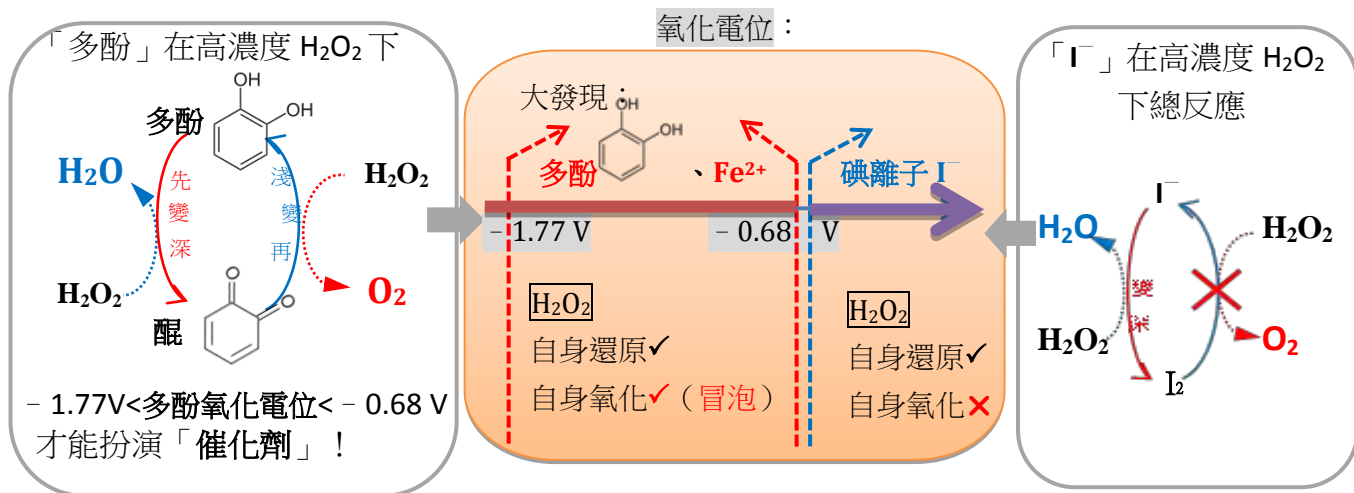 「多酚」在高濃度 H₂O₂ 下
OH
OH
多酚
H₂O
先變深
淺變再
H₂O₂
H₂O₂
O
O
O₂
醌
－1.77V<多酚氧化電位<－0.68 V
才能扮演「催化劑」！
氧化電位：
大發現：
OH
OH
多酚
、Fe²⁺
碘離子 I⁻
－1.77 V
－0.68 V
H₂O₂
自身還原✓
自身氧化✓（冒泡）
H₂O₂
自身還原✓
自身氧化×
「I⁻」在高濃度 H₂O₂
下總反應
I⁻
H₂O
H₂O₂
變深
H₂O₂
O₂
I₂